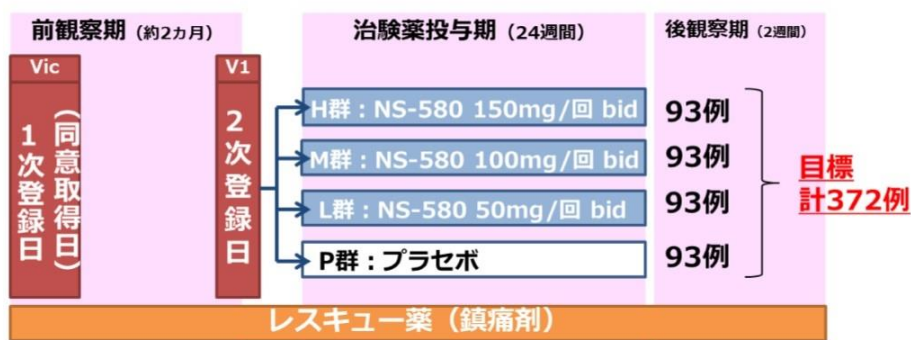 前観察期（約2ヵ月）
治験薬投与期（24週間）
後観察期（2週間）
Vic
V1
1次登録日
（同意取得日）
2次登録日
H群：NS-580 150mg/回 bid
93例
M群：NS-580 100mg/回 bid
93例
L群：NS-580 50mg/回 bid
93例
P群：プラセボ
93例
目標
計372例
レスキュー薬（鎮痛剤）